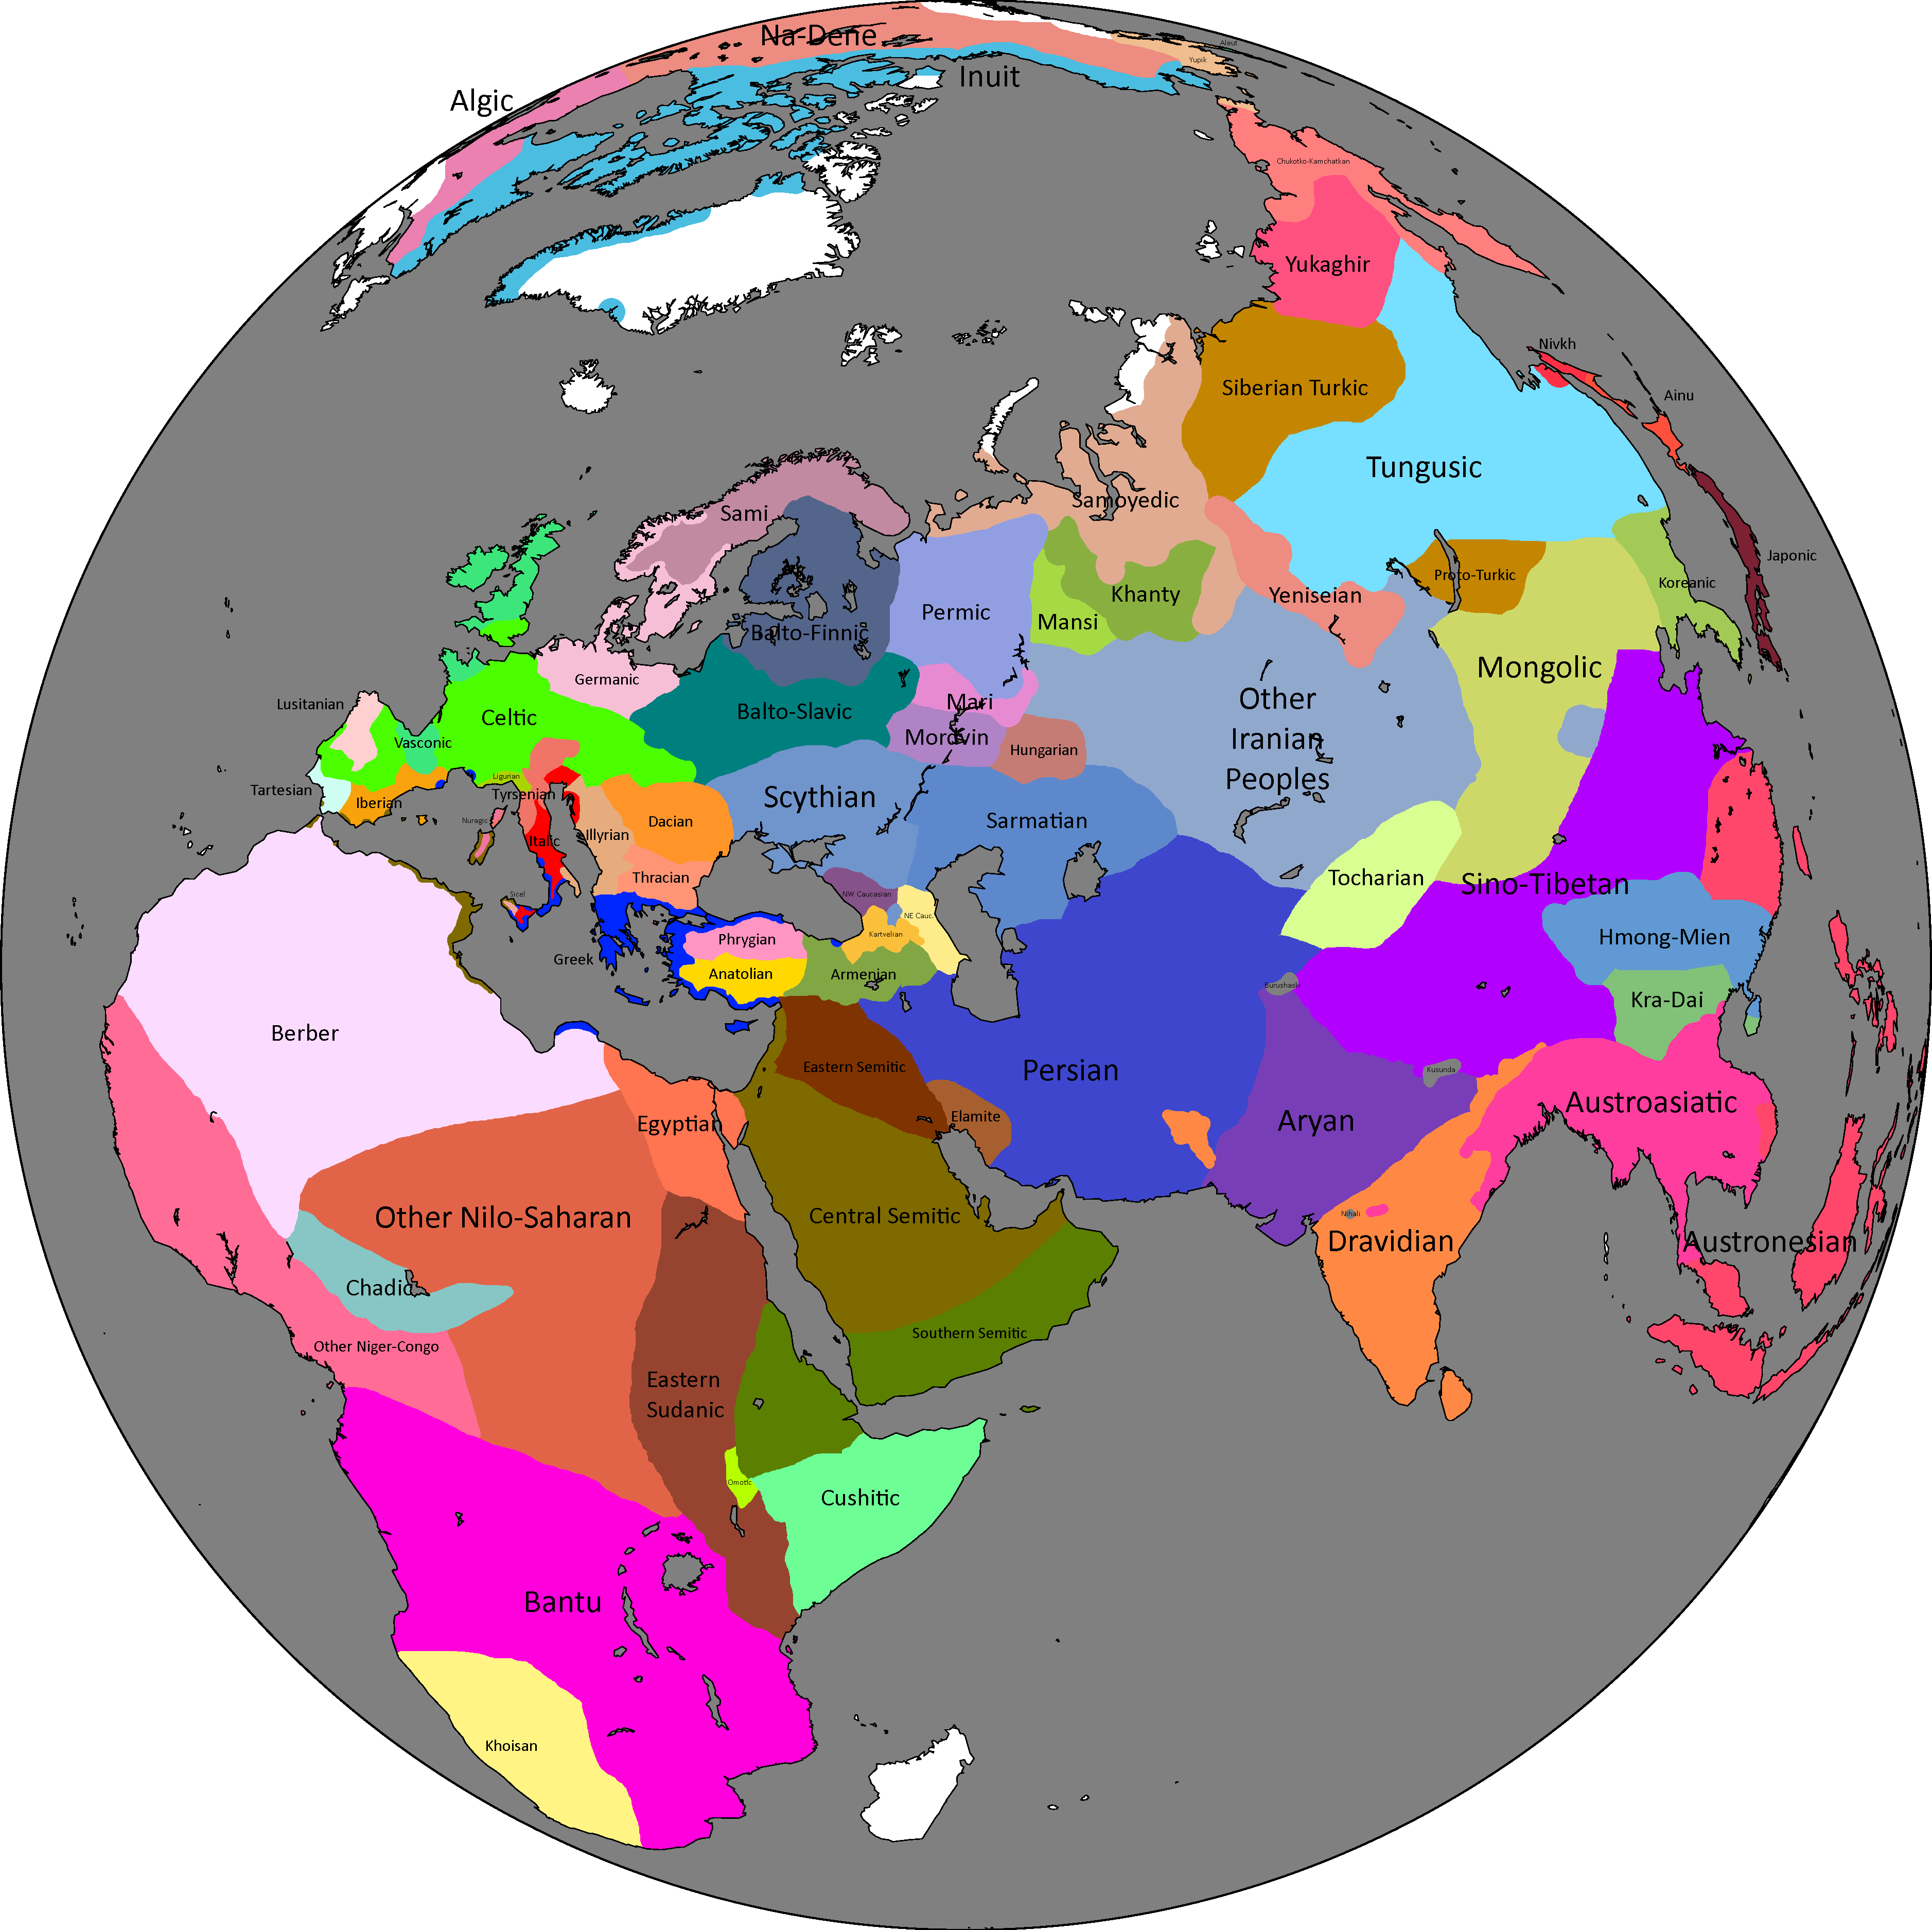 Na-Dene
Aleut
Yupik
Inuit
Algic
Chukotko-Kamchatkan
Yukaghir
Nivkh
Siberian Turkic
Ainu
Tungusic
Samoyedic
Sami
Japonic
Proto-Turkic
Koreanic
Yeniseian
Khanty
Permic
Mansi
Balto-Finnic
Mongolic
Germanic
Other
Iranian
Peoples
Mari
Lusitanian
Balto-Slavic
Celtic
Vasconic
Mordvin
Hungarian
Ligurian
Tartesian
Tyrsenian
Iberian
Scythian
Sarmatian
Nuragic
Dacian
Illyrian
Italic
Thracian
Tocharian
Sino-Tibetan
NW Caucasian
Sicel
NE Cauc.
Kartvelian
Hmong-Mien
Phrygian
Greek
Anatolian
Armenian
Burushaski
Kra-Dai
Berber
Eastern Semitic
Persian
Kusunda
Austroasiatic
Elamite
Egyptian
Aryan
Other Nilo-Saharan
Central Semitic
Nihali
Dravidian
Austronesian
Chadic
Southern Semitic
Other Niger-Congo
Eastern
Sudanic
Omotic
Cushitic
Bantu
Khoisan